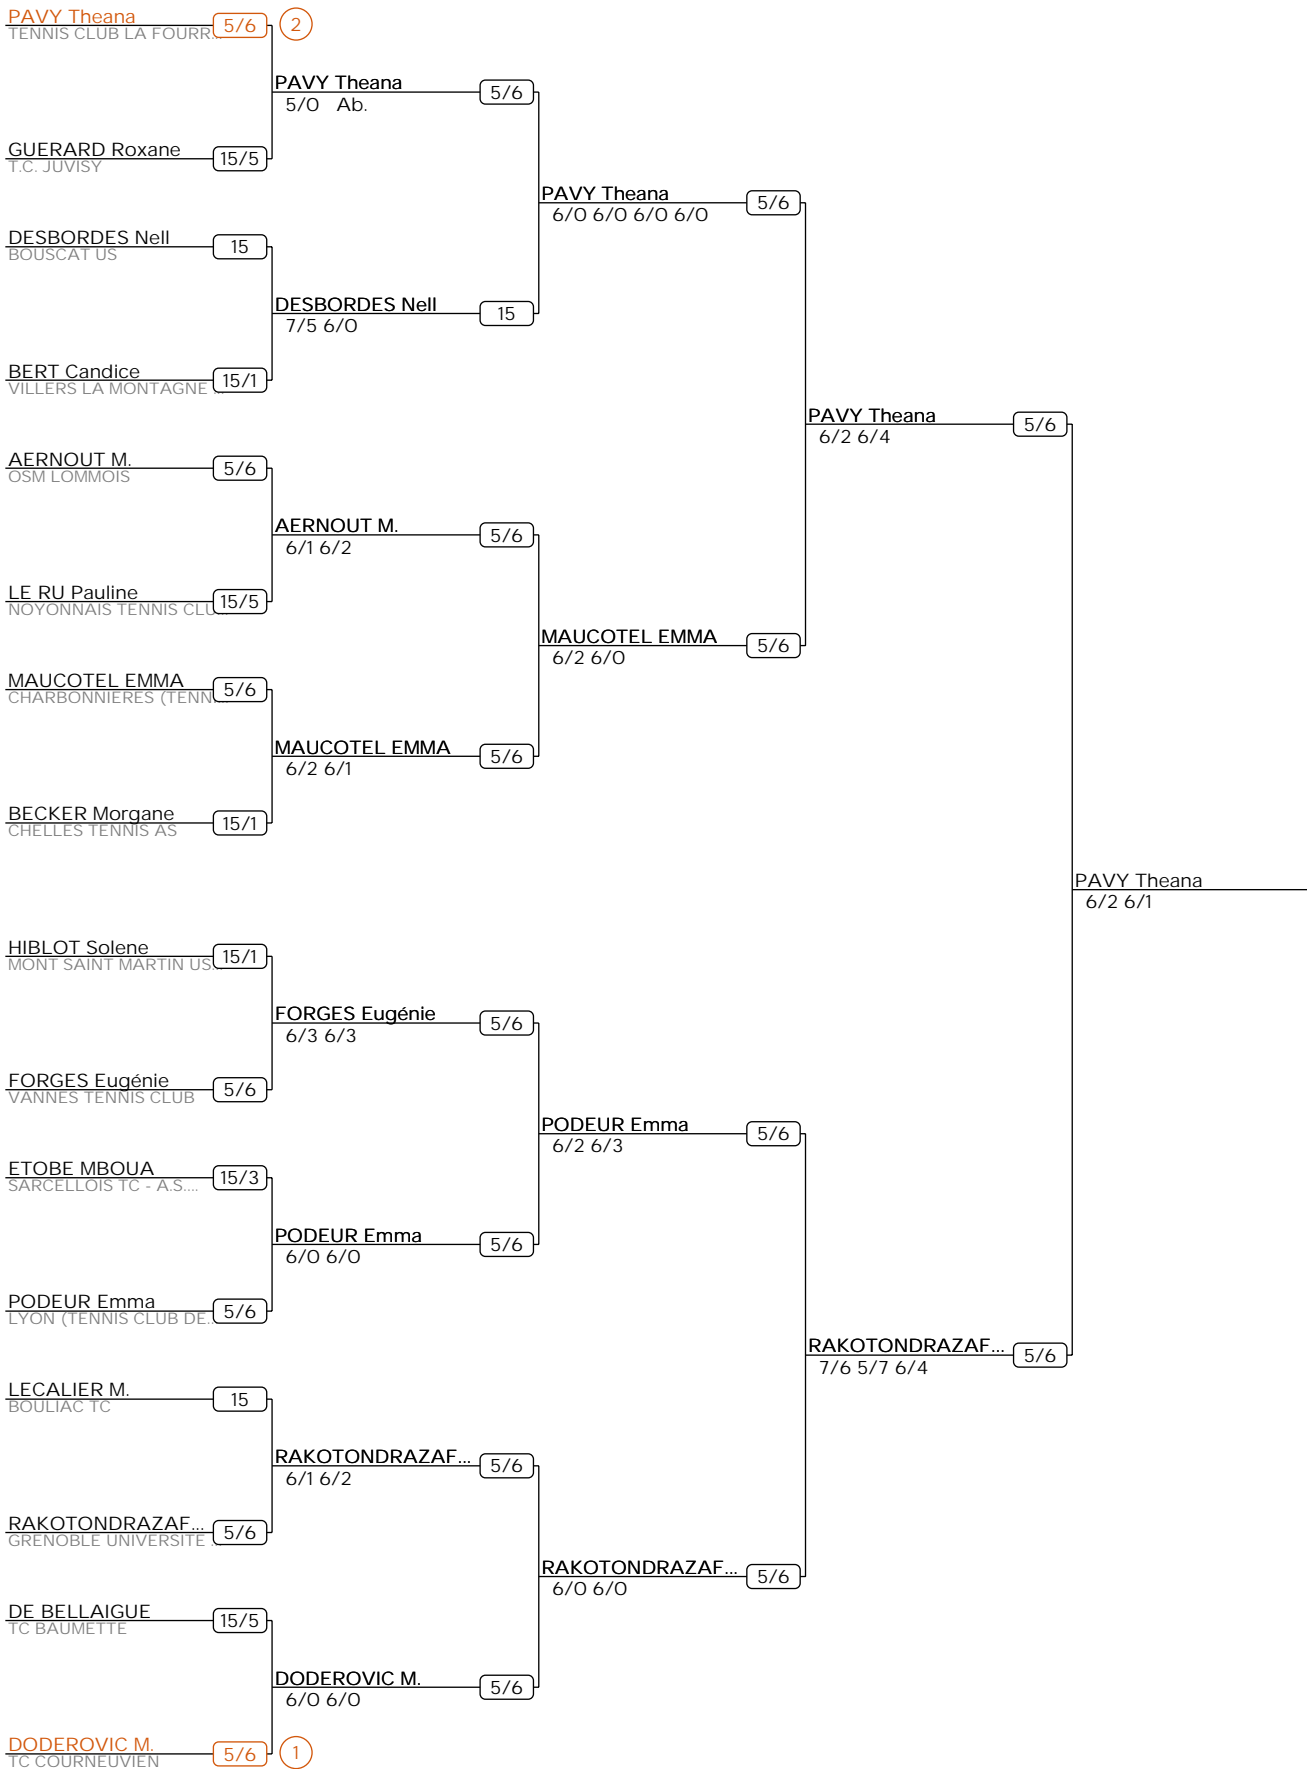 PAVY Theana
TENNIS CLUB LA FOURR...
5/6
2
PAVY Theana
5/0 Ab.
5/6
GUERARD Roxane
T.C. JUVISY
15/5
PAVY Theana
6/0 6/0 6/0 6/0
5/6
DESBORDES Nell
BOUSCAT US
15
DESBORDES Nell
7/5 6/0
15
BERT Candice
VILLERS LA MONTAGNE ...
15/1
PAVY Theana
6/2 6/4
5/6
AERNOUT M.
OSM LOMMOIS
5/6
AERNOUT M.
6/1 6/2
5/6
LE RU Pauline
NOYONNAIS TENNIS CLU...
15/5
MAUCOTEL EMMA
6/2 6/0
5/6
MAUCOTEL EMMA
CHARBONNIERES (TENN...
5/6
MAUCOTEL EMMA
6/2 6/1
5/6
BECKER Morgane
CHELLES TENNIS AS
15/1
PAVY Theana
6/2 6/1
HIBLOT Solene
MONT SAINT MARTIN US...
15/1
FORGES Eugénie
6/3 6/3
5/6
FORGES Eugénie
VANNES TENNIS CLUB
5/6
PODEUR Emma
6/2 6/3
5/6
ETOBE MBOUA
SARCELLOIS TC - A.S....
15/3
PODEUR Emma
6/0 6/0
5/6
PODEUR Emma
LYON (TENNIS CLUB DE...
5/6
RAKOTONDRAZAF...
7/6 5/7 6/4
5/6
LECALIER M.
BOULIAC TC
15
RAKOTONDRAZAF...
6/1 6/2
5/6
RAKOTONDRAZAF...
GRENOBLE UNIVERSITE ...
5/6
RAKOTONDRAZAF...
6/0 6/0
5/6
DE BELLAIGUE
TC BAUMETTE
15/5
DODEROVIC M.
6/0 6/0
5/6
DODEROVIC M.
TC COURNEUVIEN
5/6
1